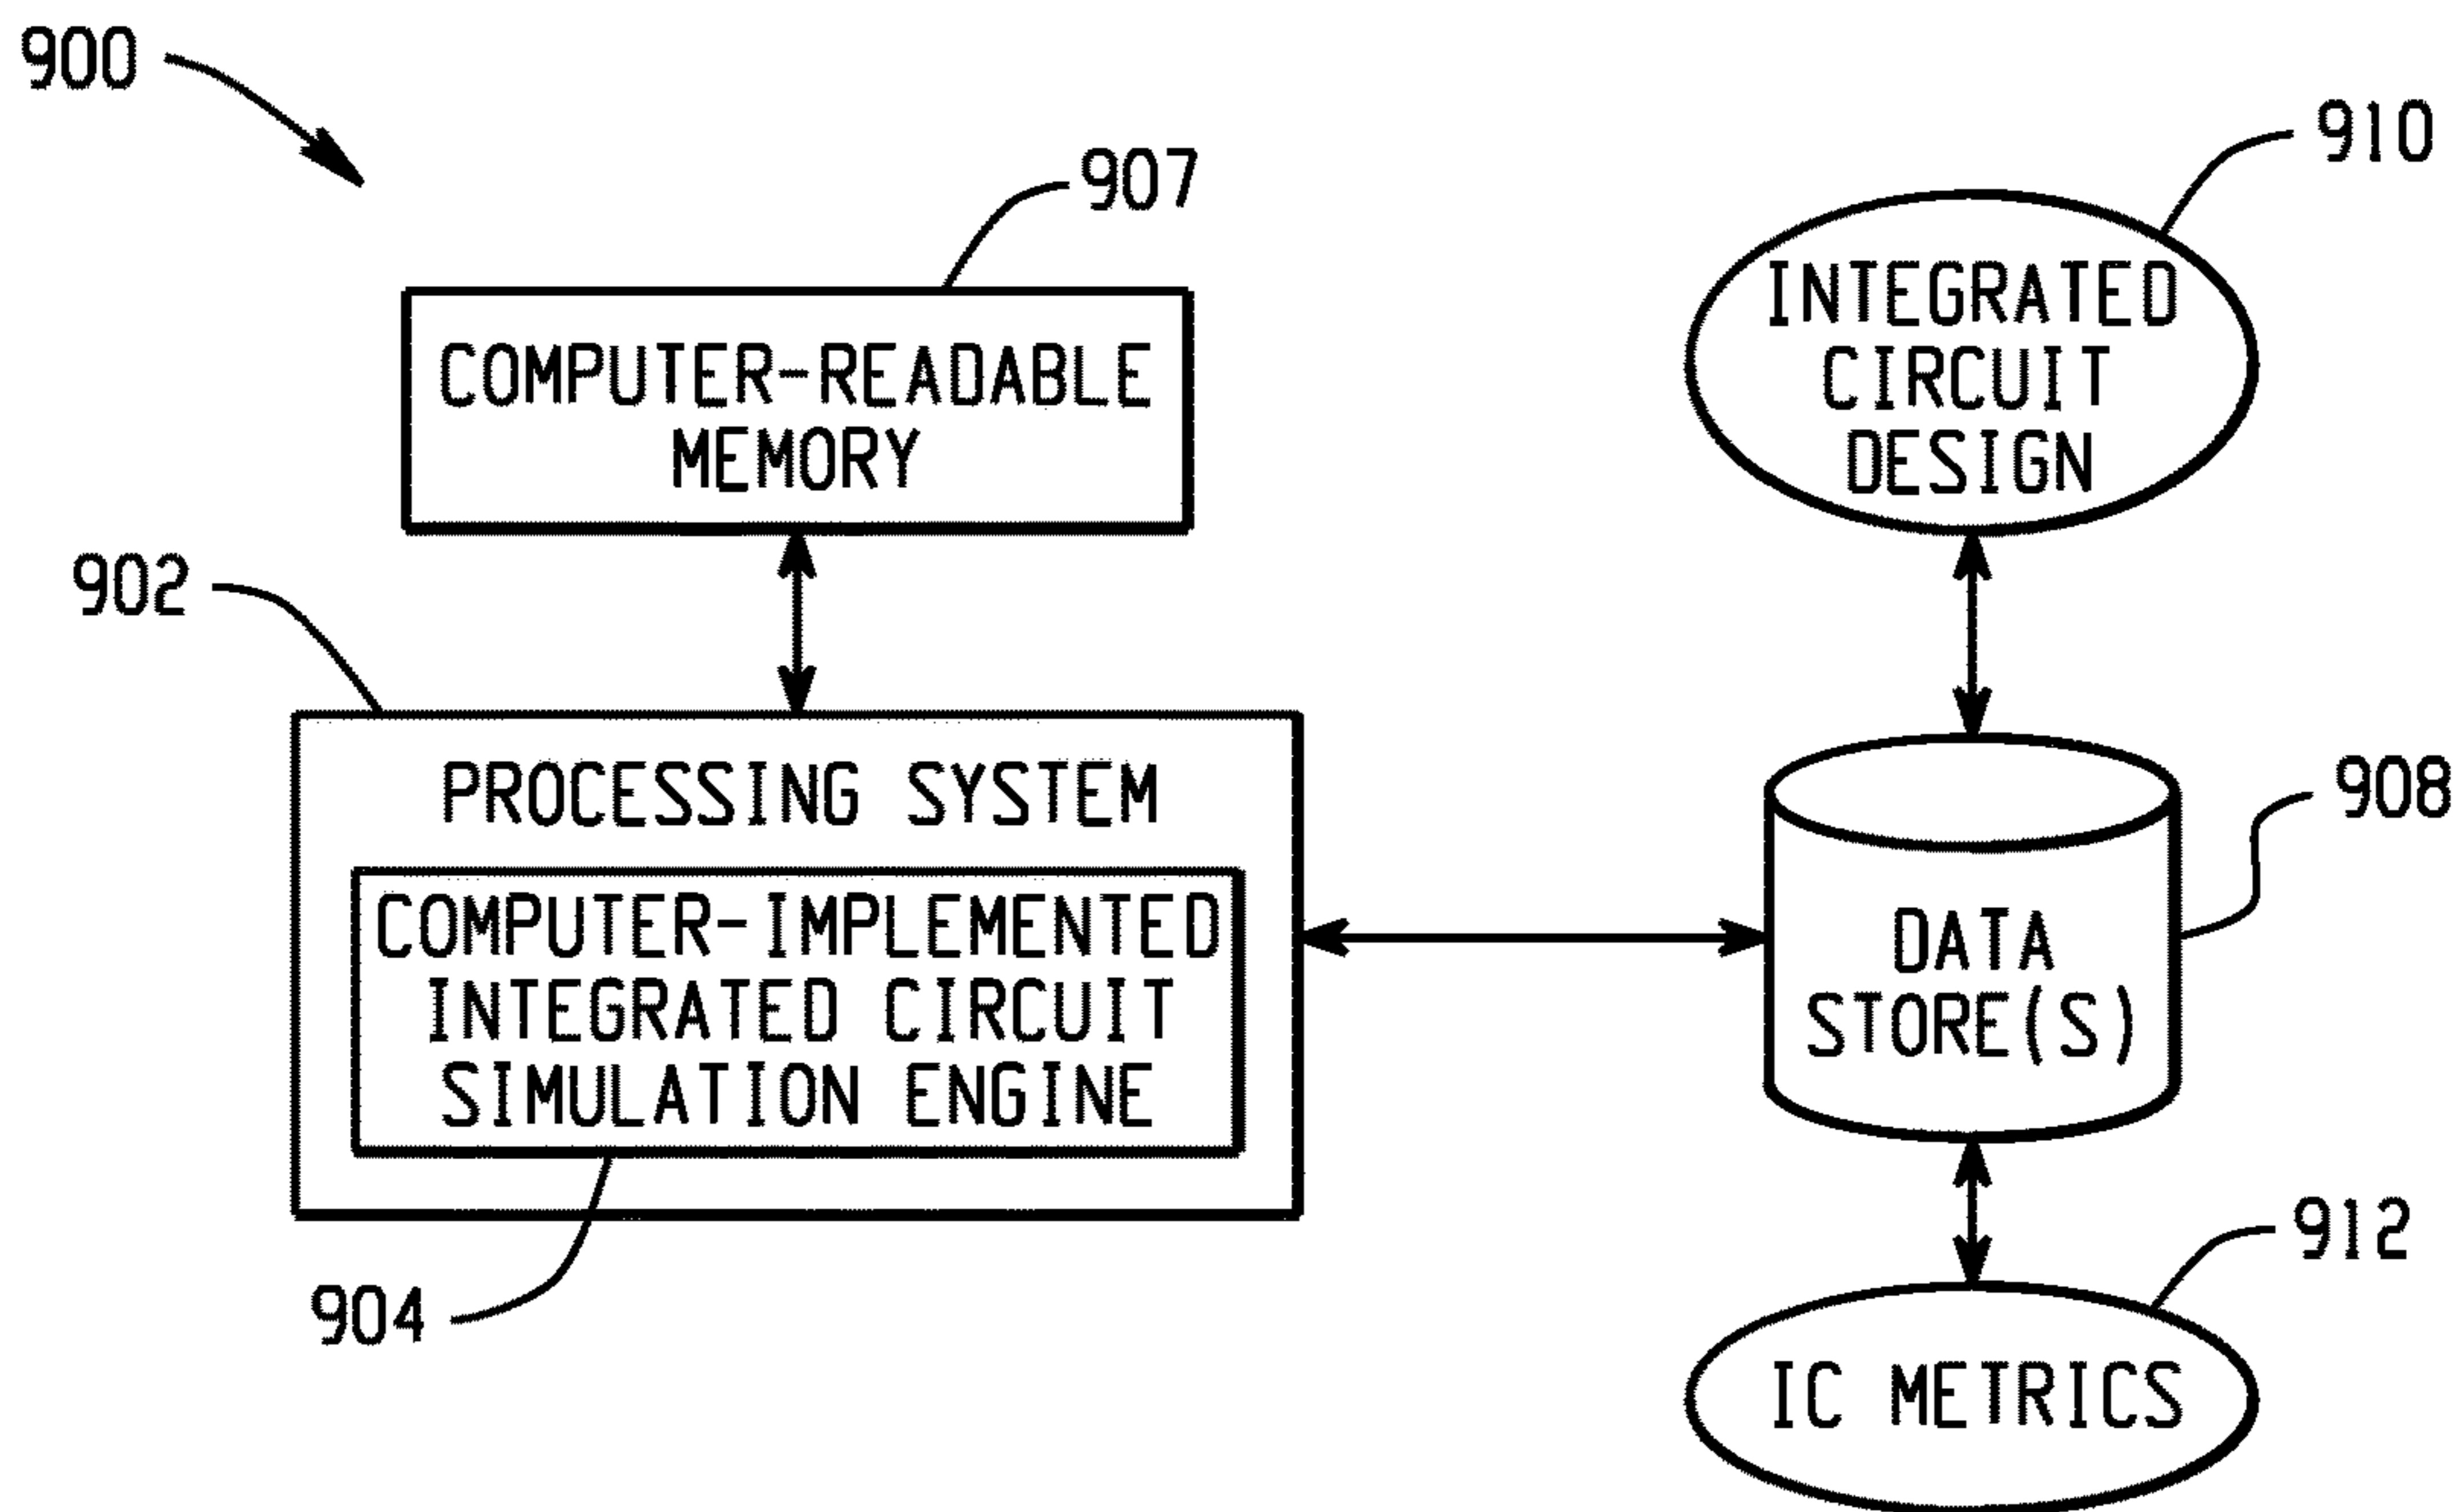 900
907
910
COMPUTER-READABLE
MEMORY
INTEGRATED
CIRCUIT
DESIGN
902
PROCESSING SYSTEM
COMPUTER-IMPLEMENTED
INTEGRATED CIRCUIT
SIMULATION ENGINE
904
908
DATA
STORE(S)
912
IC METRICS